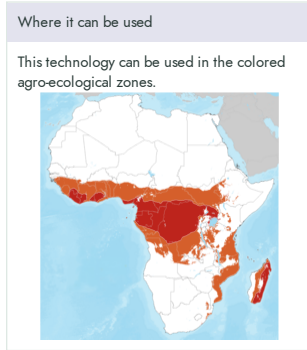 Where it can be used
This technology can be used in the colored
agro-ecological zones.